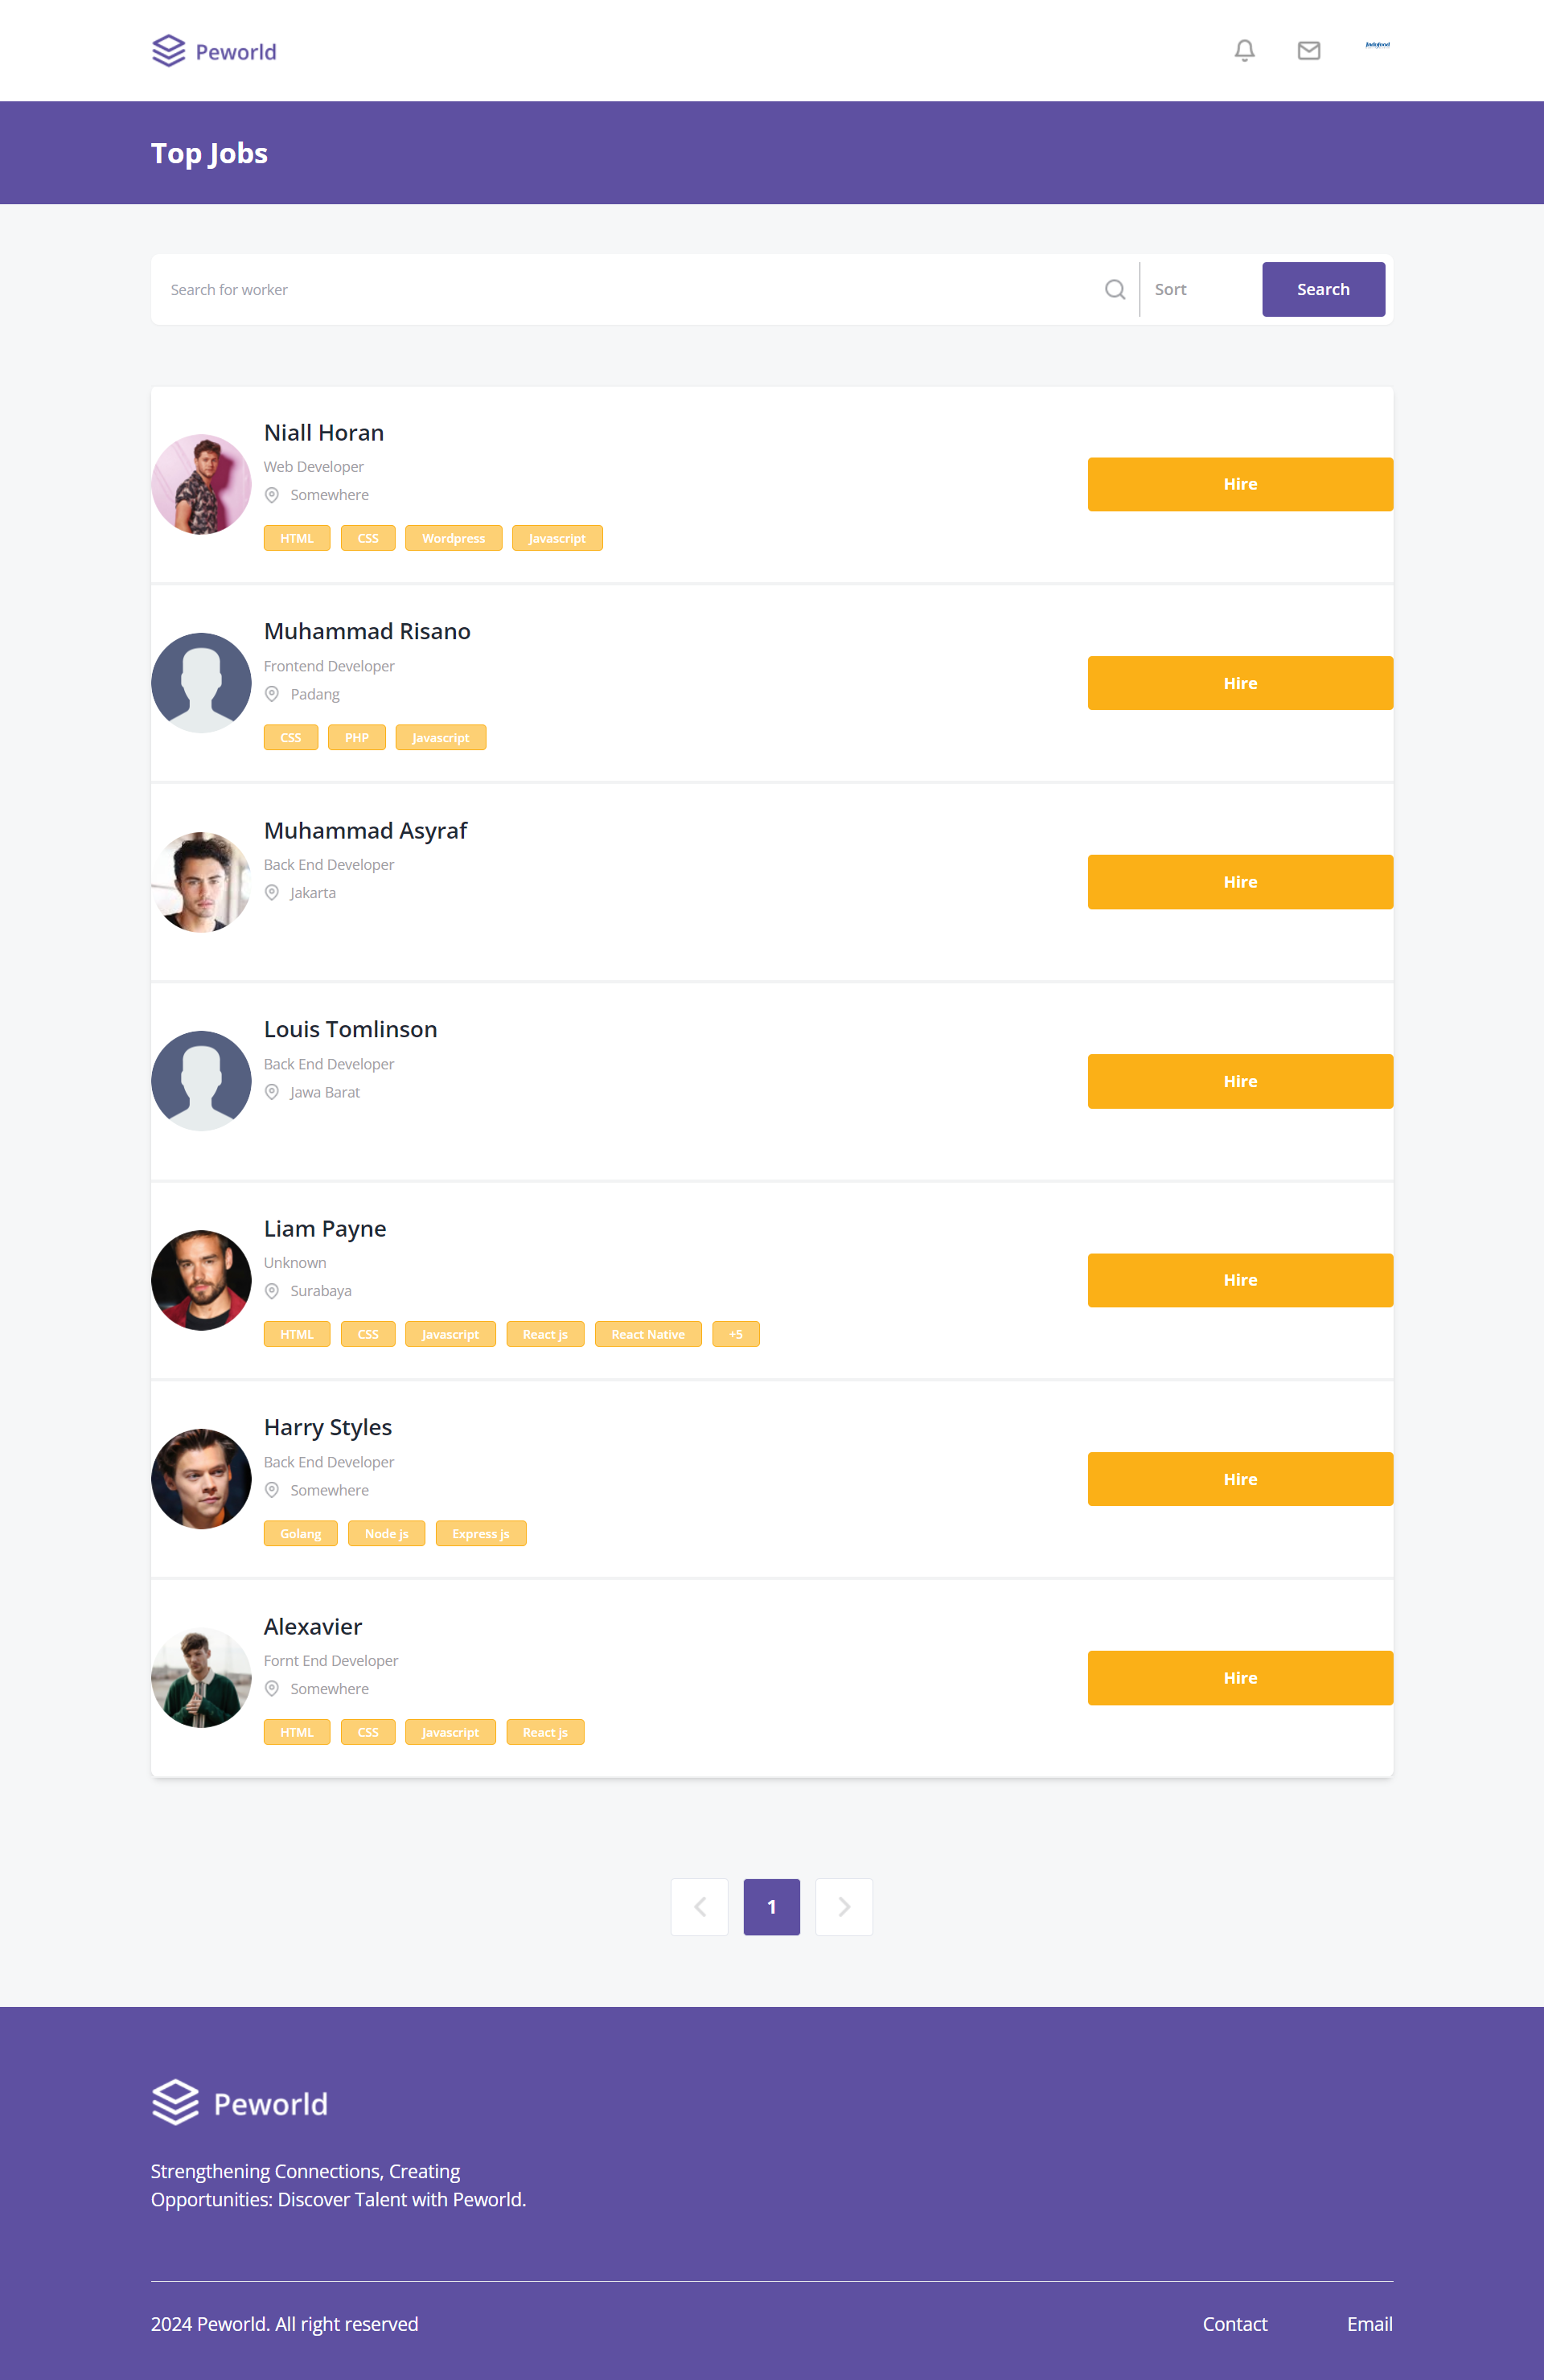 Peworld
Indofood
Top Jobs
Search for worker
Sort
Search
Niall Horan
Web Developer
Somewhere
HTML CSS Wordpress Javascript
Hire
Muhammad Risano
Frontend Developer
Padang
CSS PHP Javascript
Hire
Muhammad Asyraf
Back End Developer
Jakarta
Hire
Louis Tomlinson
Back End Developer
Jawa Barat
Hire
Liam Payne
Unknown
Surabaya
HTML CSS Javascript React js React Native +5
Hire
Harry Styles
Back End Developer
Somewhere
Golang Node js Express js
Hire
Alexavier
Fornt End Developer
Somewhere
HTML CSS Javascript React js
Hire
1
Peworld
Strengthening Connections, Creating
Opportunities: Discover Talent with Peworld.
2024 Peworld. All right reserved
Contact
Email